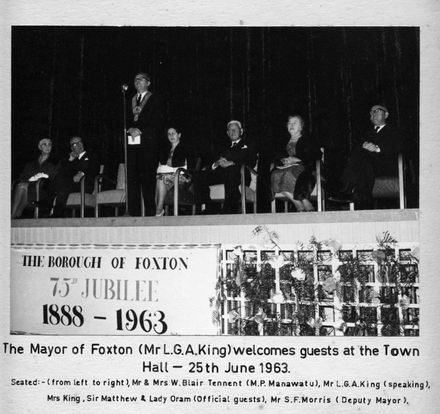 THE BOROUGH OF FOXTON
75TH JUBILEE
1888 - 1963
The Mayor of Foxton (Mr L.G.A.King) welcomes guests at the Town
Hall — 25th June 1963.
Seated:- (from left to right), Mr & Mrs W.Blair Tennent (M.P. Manawatu), Mr L.G.A.King (speaking),
Mrs King, Sir Matthew & Lady Oram (Official guests), Mr S.F.Morris (Deputy Mayor).